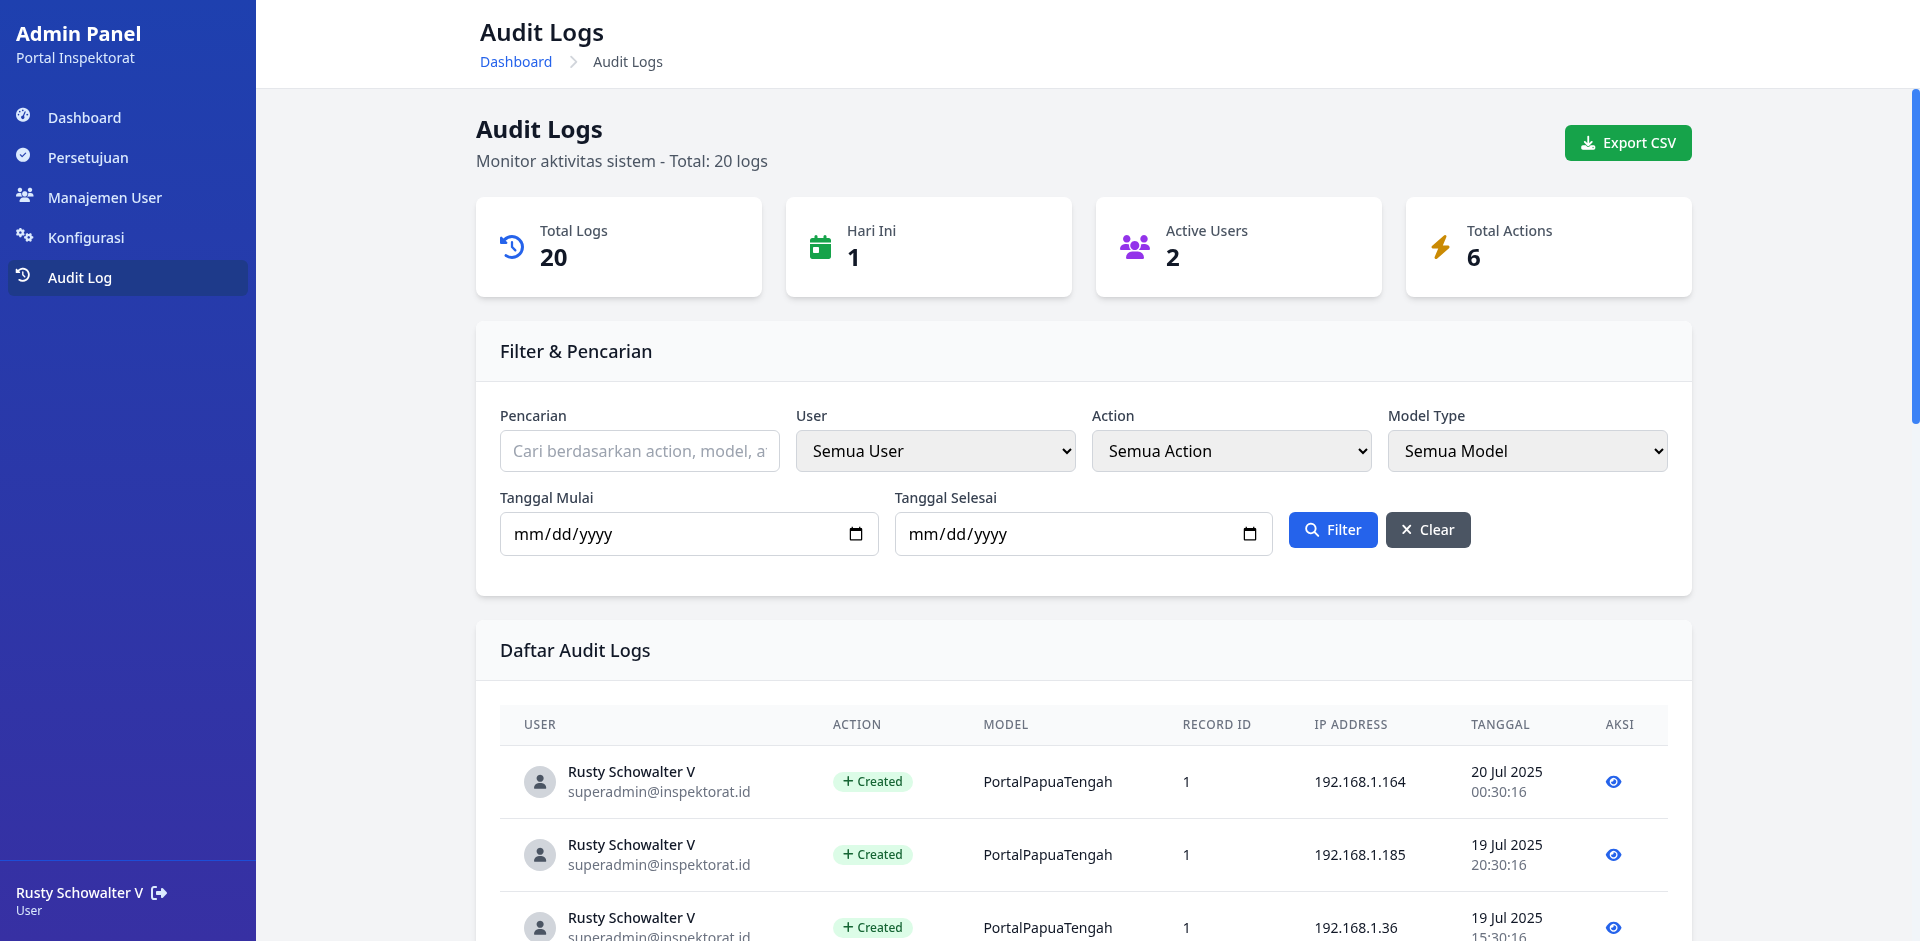 Admin Panel
Portal Inspektorat
Dashboard
Persetujuan
Manajemen User
Konfigurasi
Audit Log
Rusty Schowalter V
User
Audit Logs
Dashboard
Audit Logs
Audit Logs
Monitor aktivitas sistem - Total: 20 logs
Export CSV
Total Logs
20
Hari Ini
1
Active Users
2
Total Actions
6
Filter & Pencarian
Pencarian
Cari berdasarkan action, model, a
User
Semua User
Action
Semua Action
Model Type
Semua Model
Tanggal Mulai
mm/dd/yyyy
Tanggal Selesai
mm/dd/yyyy
Filter
Clear
Daftar Audit Logs
USER ACTION MODEL RECORD ID IP ADDRESS TANGGAL AKSI
Rusty Schowalter V
superadmin@inspektorat.id
Created
PortalPapuaTengah
1
192.168.1.164
20 Jul 2025
00:30:16
Rusty Schowalter V
superadmin@inspektorat.id
Created
PortalPapuaTengah
1
192.168.1.185
19 Jul 2025
20:30:16
Rusty Schowalter V
superadmin@inspektorat.id
Created
PortalPapuaTengah
1
192.168.1.36
19 Jul 2025
15:30:16